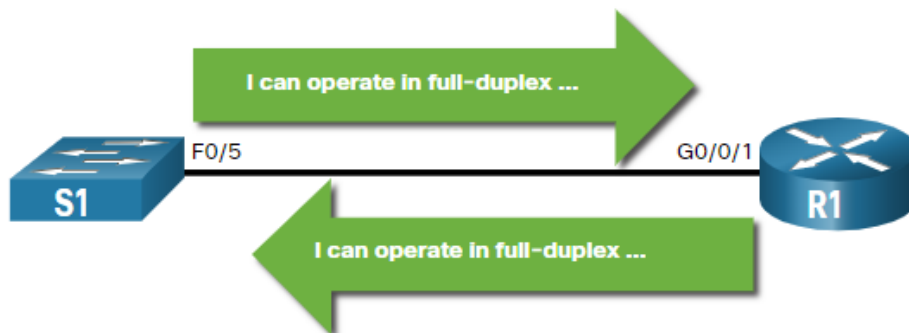 I can operate in full-duplex ...
F0/5
G0/0/1
S1
R1
I can operate in full-duplex ...